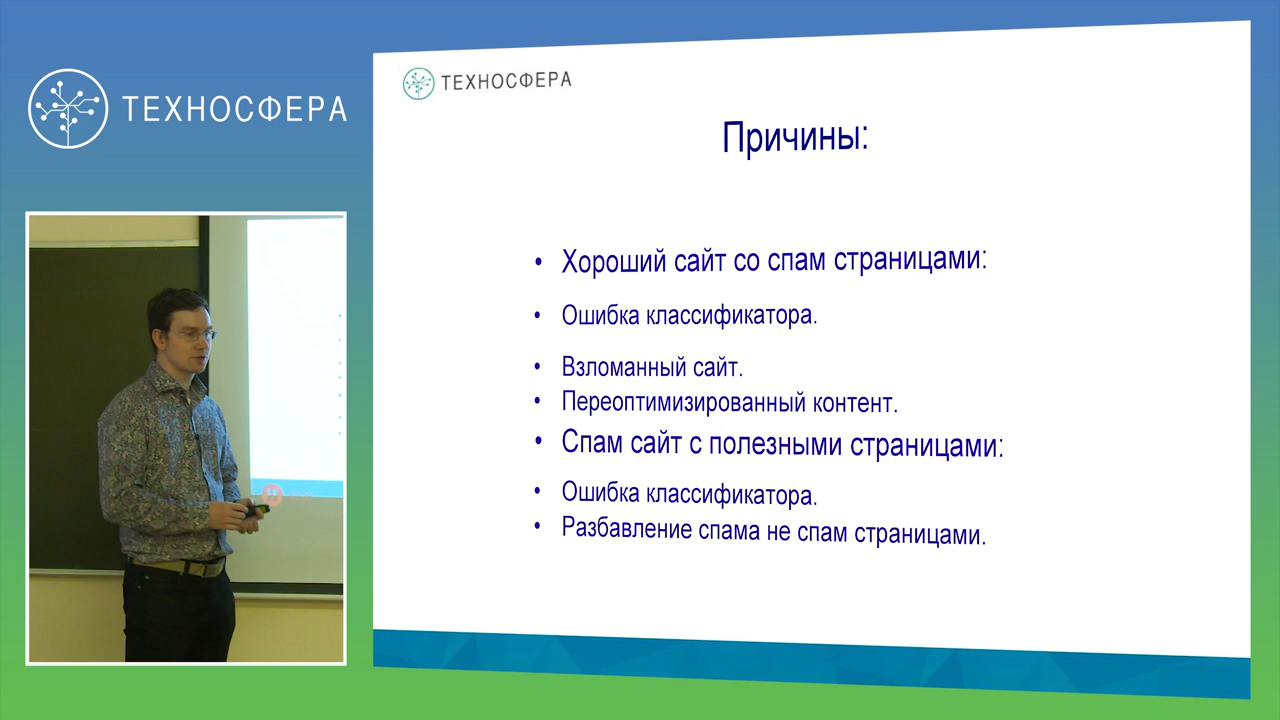 ТЕХНОСФЕРА
ТЕХНОСФЕРА
Причины:
• Хороший сайт со спам страницами:
• Ошибка классификатора.
• Взломанный сайт.
• Переоптимизированный контент.
• Спам сайт с полезными страницами:
• Ошибка классификатора.
• Разбавление спама не спам страницами.